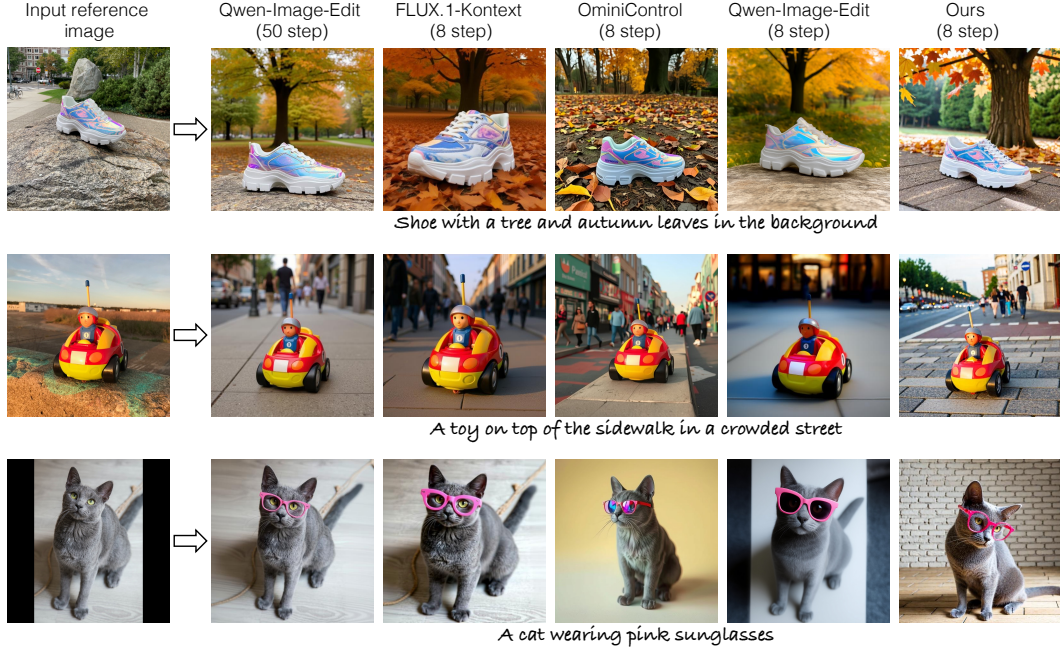 Input reference image
Qwen-Image-Edit (50 step)
FLUX.1-Kontext (8 step)
OminiControl (8 step)
Qwen-Image-Edit (8 step)
Ours (8 step)
Shoe with a tree and autumn leaves in the background
A toy on top of the sidewalk in a crowded street
A cat wearing pink sunglasses